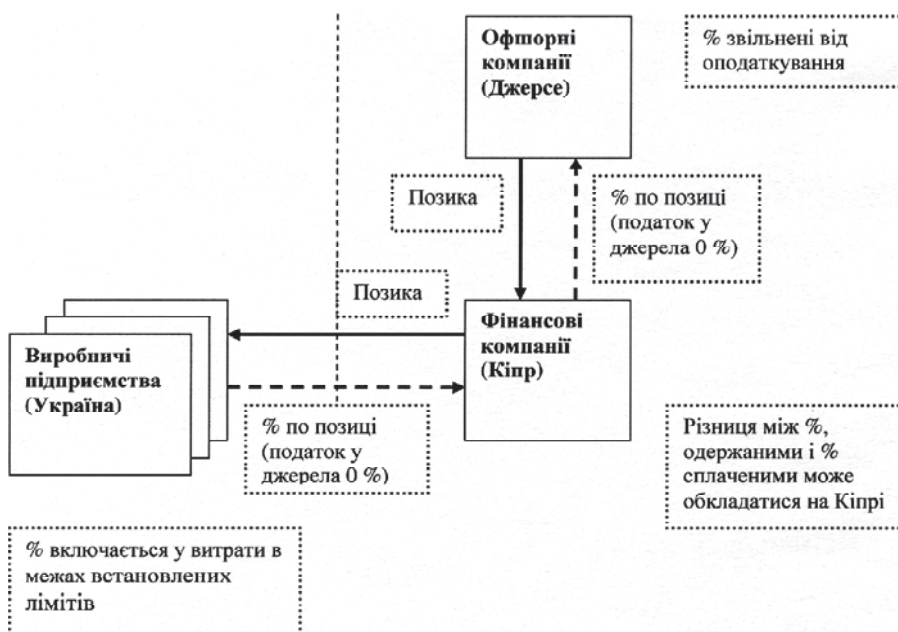 Офшорні
компанії
(Джерсе)
% звільнені від
оподаткування
Позика
% по позиці
(податок у
джерела 0 %)
Позика
Фінансові
компанії
(Кіпр)
Виробничі
підприємства
(Україна)
% по позиці
(податок у
джерела 0 %)
Різниця між %,
одержаними і %
сплаченими може
обкладатися на Кіпрі
% включається у витрати в
межах встановлених
лімітів